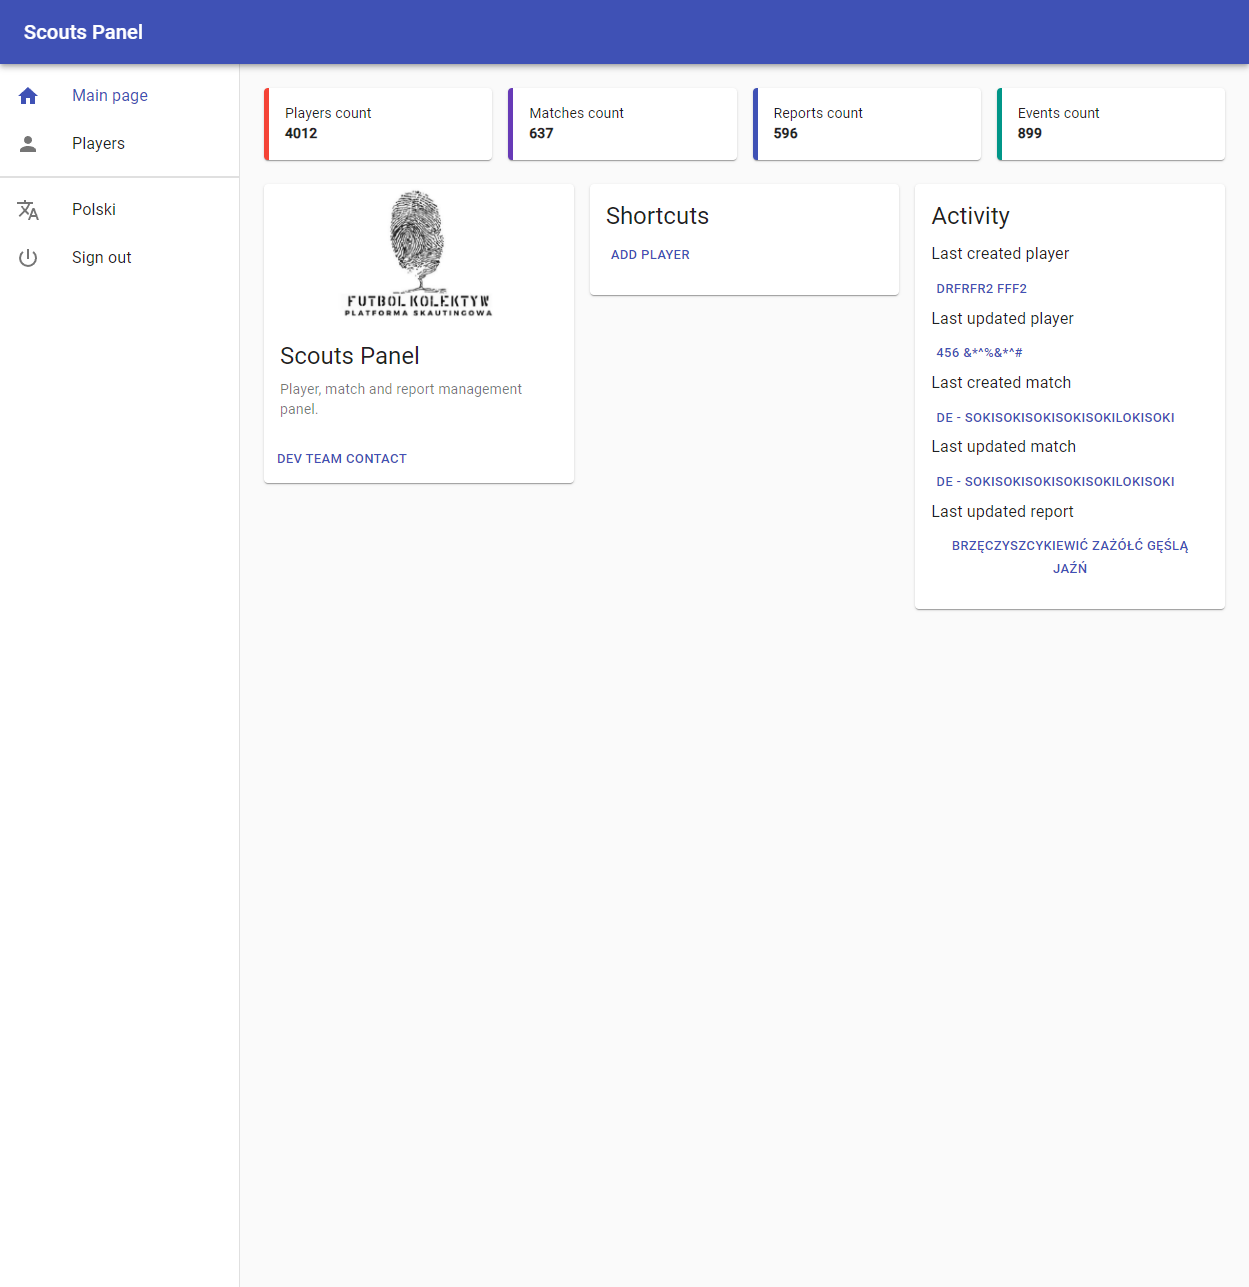 Scouts Panel
Main page
Players
Polski
Sign out
Players count
4012
Matches count
637
Reports count
596
Events count
899
FUTBOL KOLEKTYW
PLATFORMA SKAUTINGOWA
Scouts Panel
Player, match and report management
panel.
DEV TEAM CONTACT
Shortcuts
ADD PLAYER
Activity
Last created player
DRFRFR2 FFF2
Last updated player
456 &*^%&*^#
Last created match
DE - SOKISOKISOKISOKISOKILOKISOKI
Last updated match
DE - SOKISOKISOKISOKISOKILOKISOKI
Last updated report
BRZĘCZYSZCYKIEWIĆ ZAŻÓŁĆ GĘŚLĄ
JAŹŃ